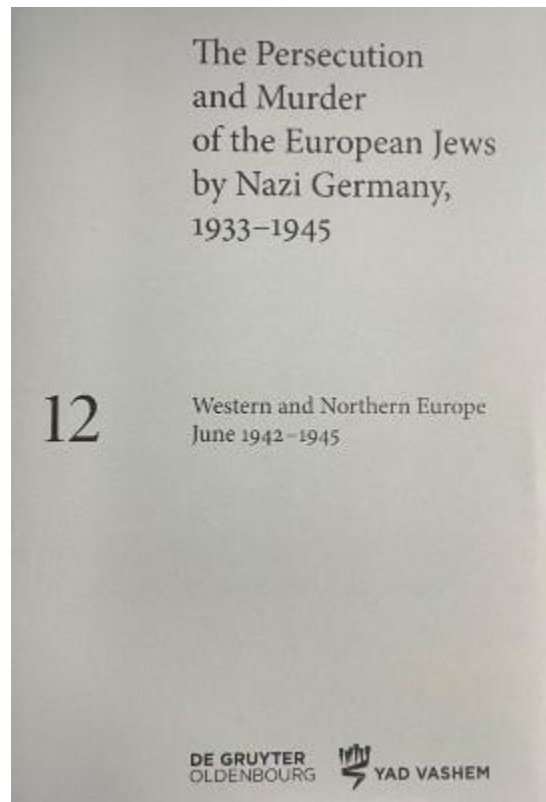 The Persecution
and Murder
of the European Jews
by Nazi Germany,
1933–1945
12
Western and Northern Europe
June 1942–1945
DE GRUYTER
OLDENBOURG
YAD VASHEM